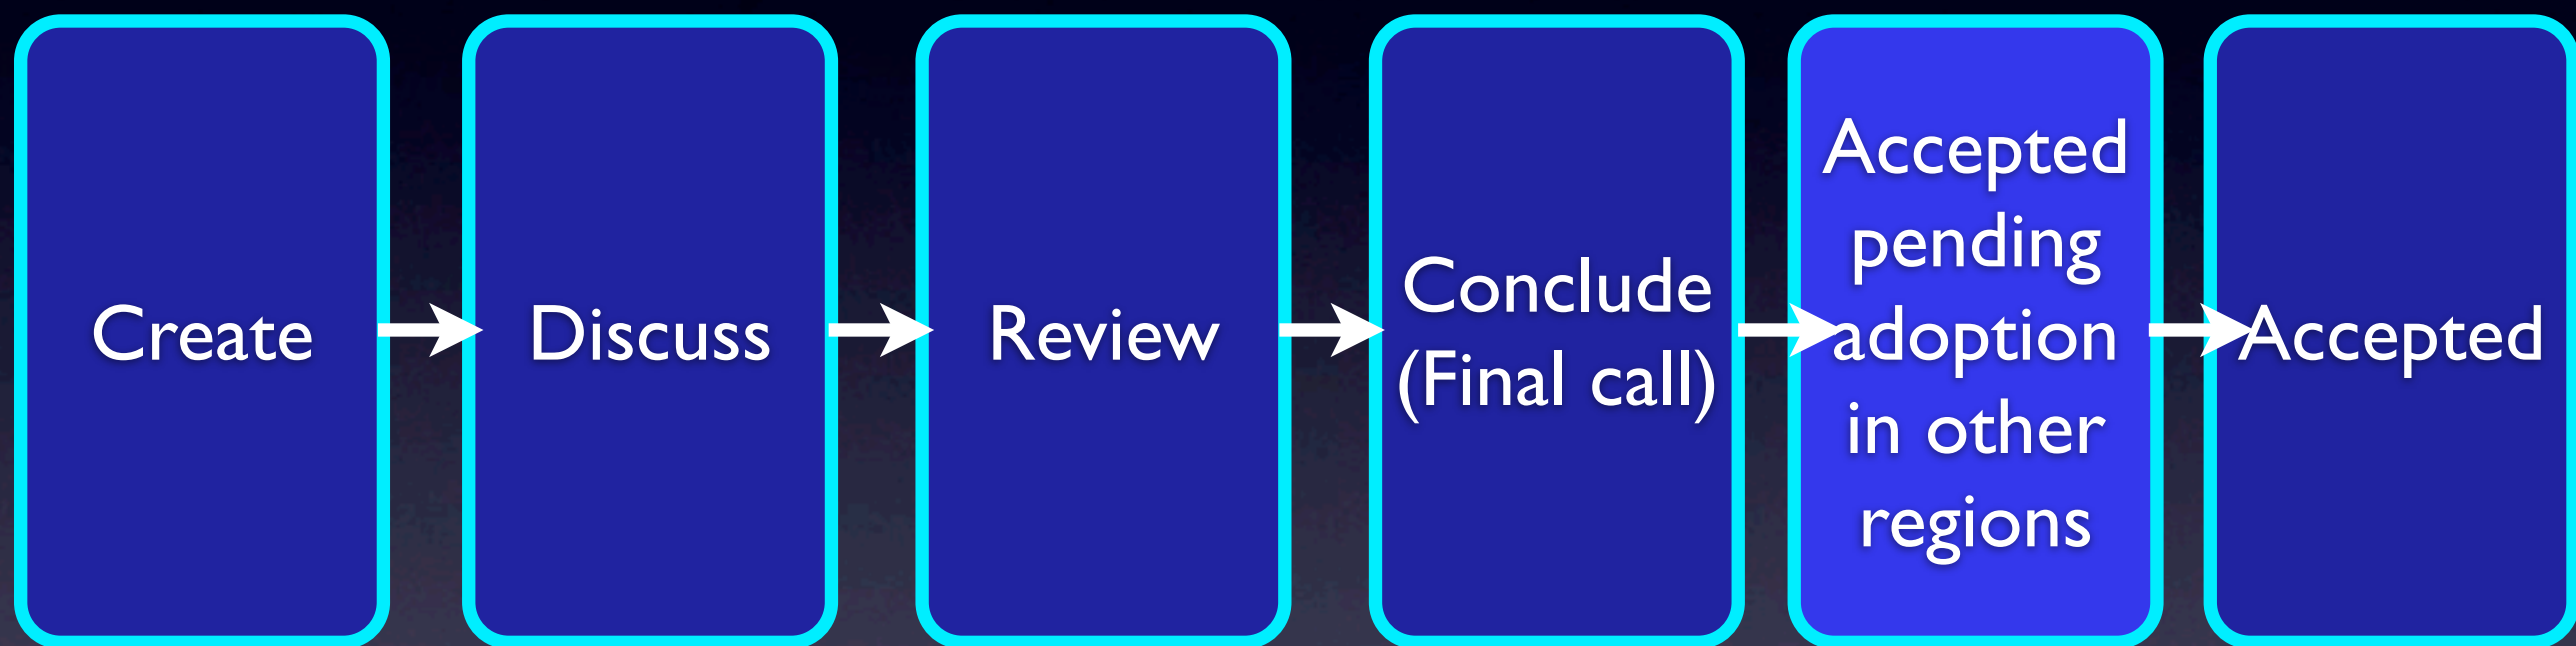 Create
Discuss
Review
Conclude
(Final call)
Accepted
pending
adoption
in other
regions
Accepted